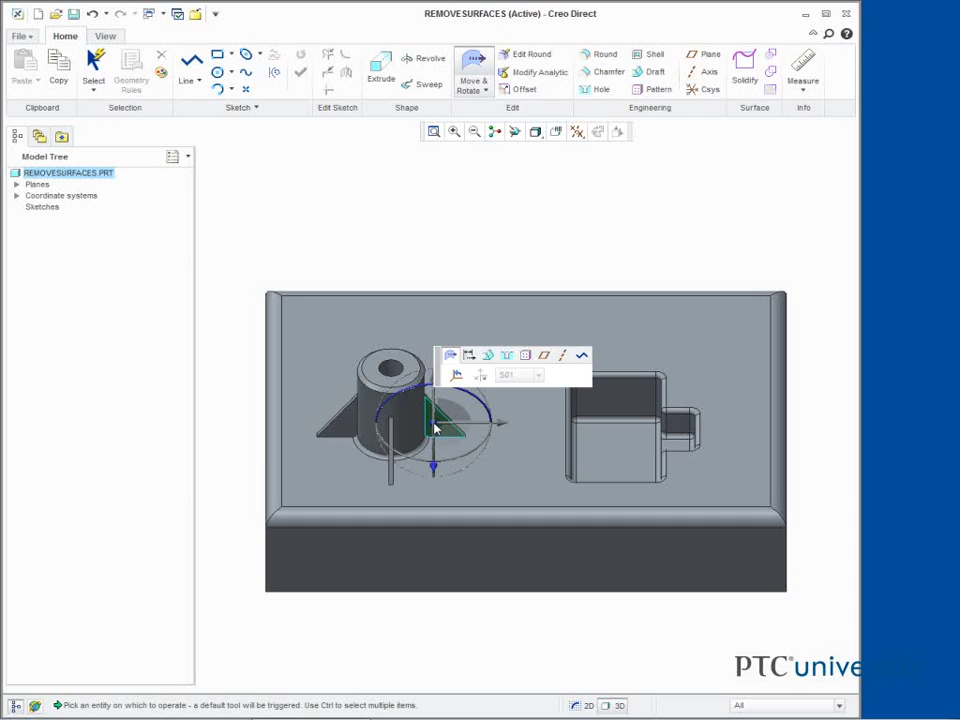 REMOVESURFACES (Active) - Creo Direct
File Home View
Revolve Edit Round Round Shell Plane
Modify Analytic Chamfer Draft Axis
Paste Copy Select Geometry Rules Line Extrude Sweep Move & Rotate Offset Hole Pattern Csys Solidify Measure
Clipboard Selection Sketch Edit Sketch Shape Edit Engineering Surface Info
Model Tree
REMOVESURFACES.PRT
Planes
Coordinate systems
Sketches
S01
PTC
Pick an entity on which to operate - a default tool will be triggered. Use Ctrl to select multiple items. 2D 3D All